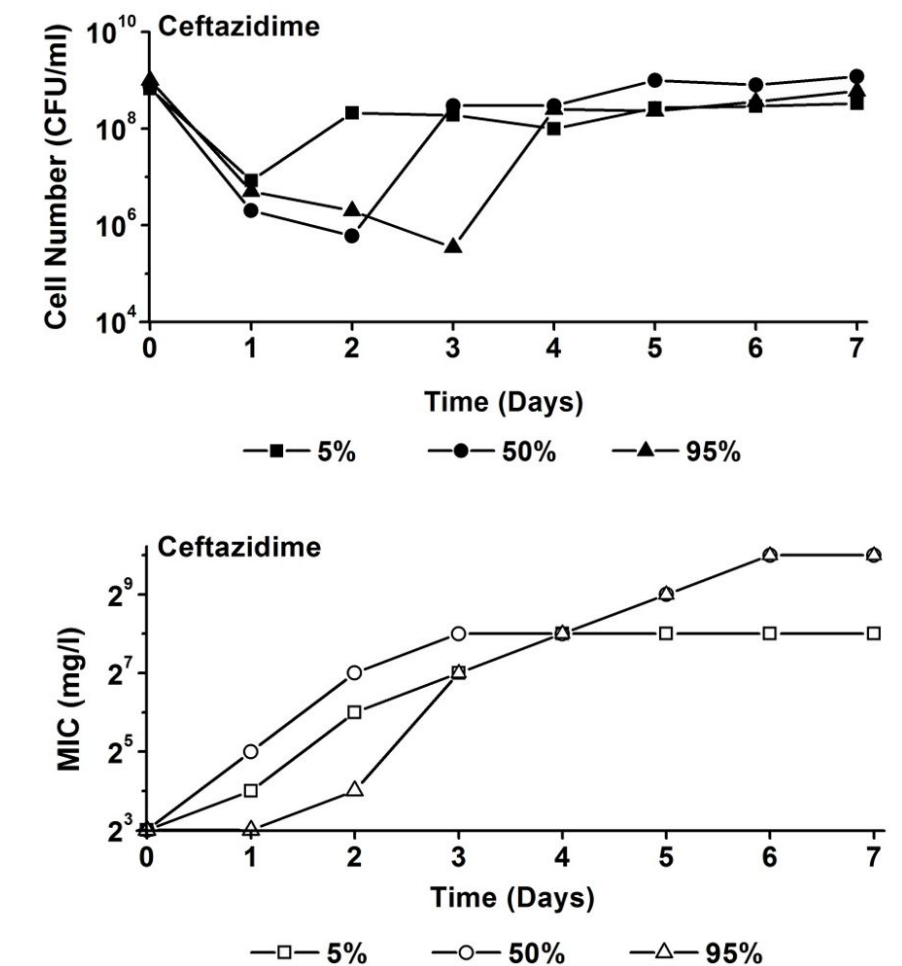 Ceftazidime
Cell Number (CFU/ml)
10¹⁰
10⁸
10⁶
10⁴
0 1 2 3 4 5 6 7
Time (Days)
5% 50% 95%
Ceftazidime
MIC (mg/l)
2⁹
2⁷
2⁵
2³
0 1 2 3 4 5 6 7
Time (Days)
5% 50% 95%